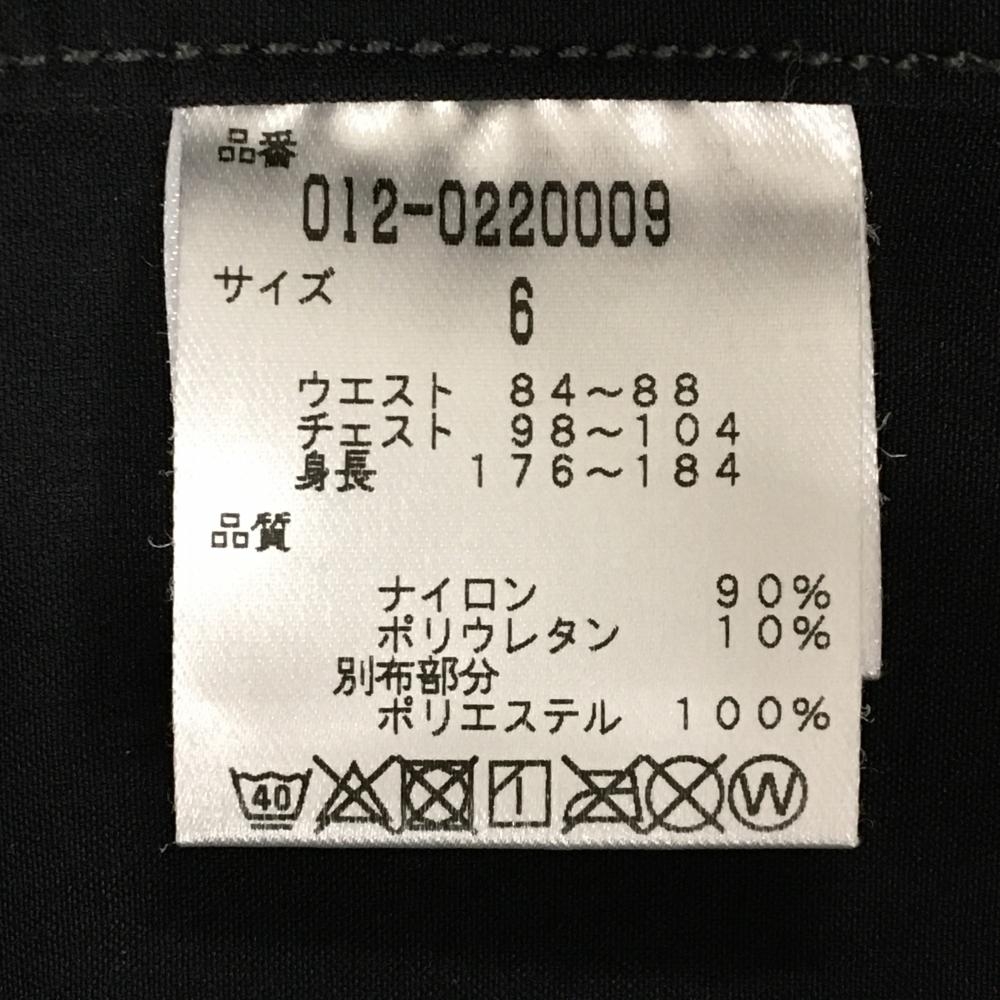 品番
012-0220009
サイズ 6
ウエスト 84~88
チェスト 98~104
身長 176~184
品質
ナイロン 90%
ポリウレタン 10%
別布部分
ポリエステル 100%
40 W